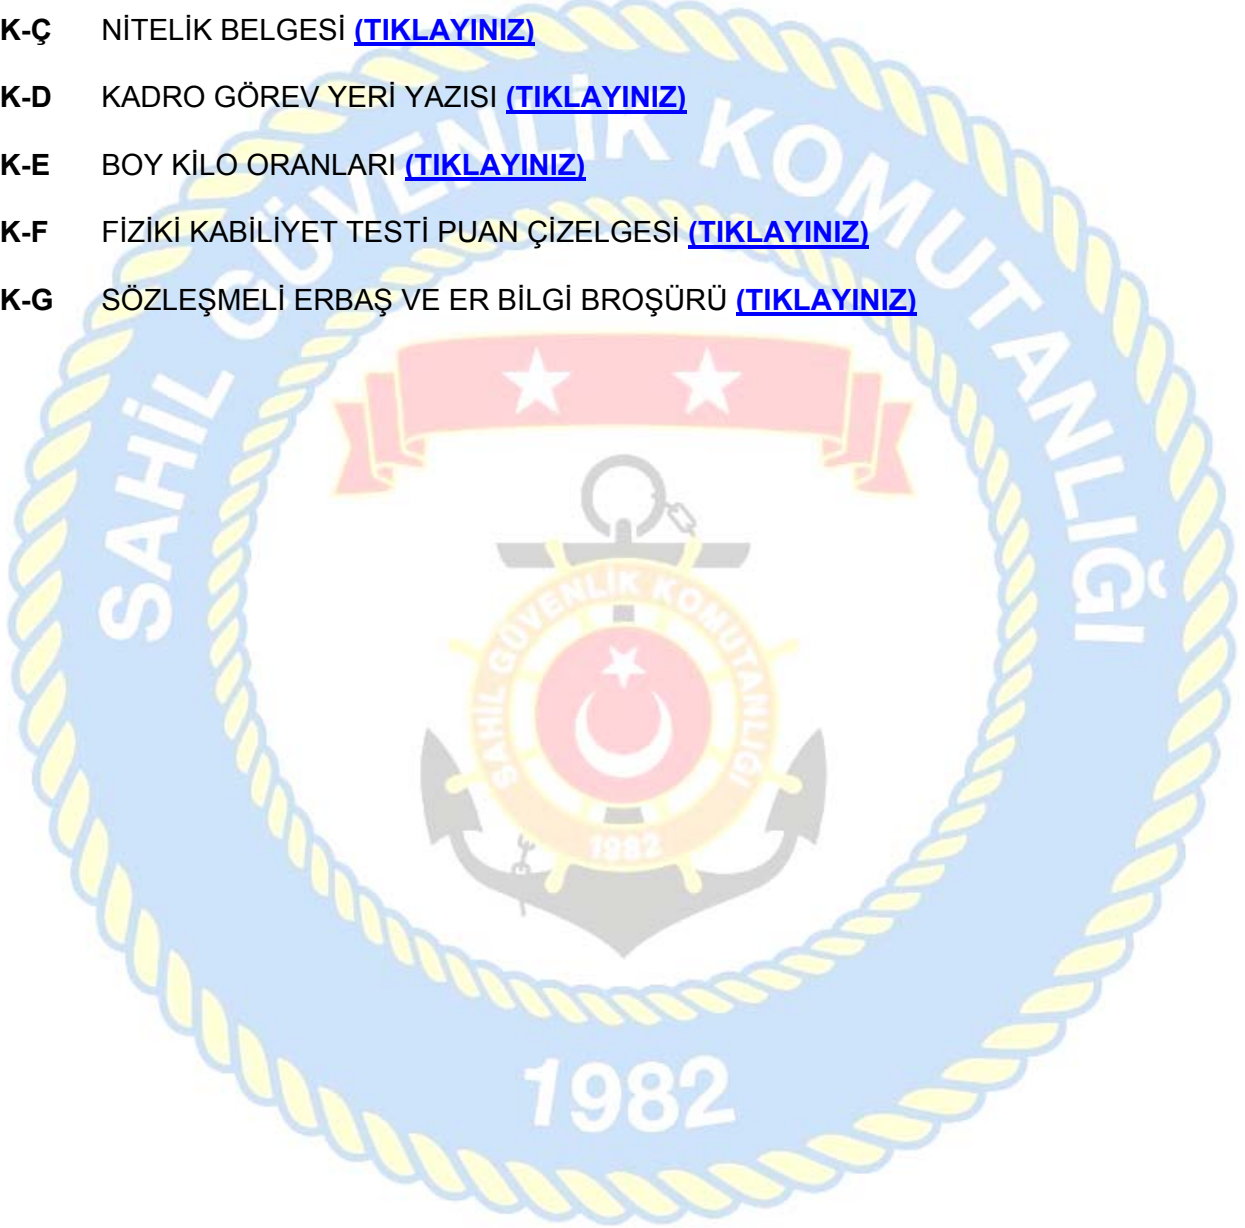 K-Ç NİTELİK BELGESİ (TIKLAYINIZ)
K-D KADRO GÖREV YERİ YAZISI (TIKLAYINIZ)
K-E BOY KİLO ORANLARI (TIKLAYINIZ)
K-F FİZİKİ KABİLİYET TESTİ PUAN ÇİZELGESİ (TIKLAYINIZ)
K-G SÖZLEŞMELİ ERBAŞ VE ER BİLGİ BROŞÜRÜ (TIKLAYINIZ)
SAHİL GÜVENLİK KOMUTANLIĞI
SAHİL GÜVENLİK KOMUTANLIĞI
1982
1982